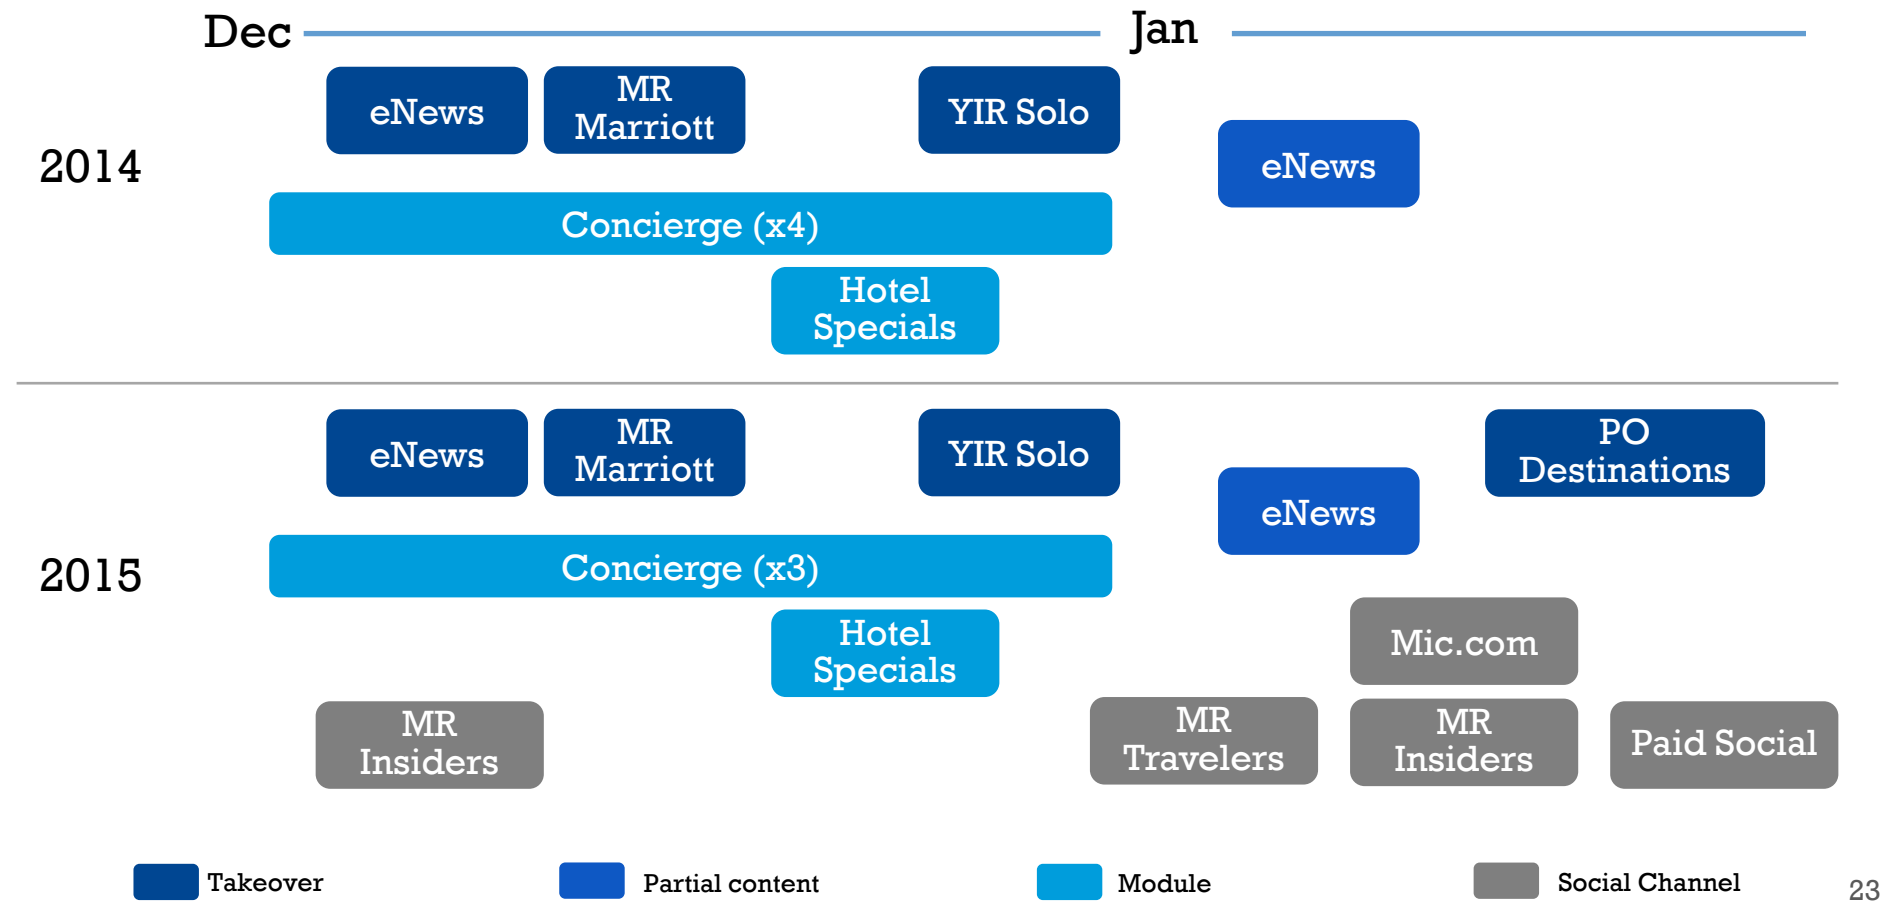 Dec
Jan
2014
eNews
MR
Marriott
YIR Solo
eNews
Concierge (x4)
Hotel
Specials
2015
eNews
MR
Marriott
YIR Solo
PO
Destinations
eNews
Concierge (x3)
Hotel
Specials
Mic.com
MR
Insiders
MR
Travelers
MR
Insiders
Paid Social
Takeover
Partial content
Module
Social Channel
23